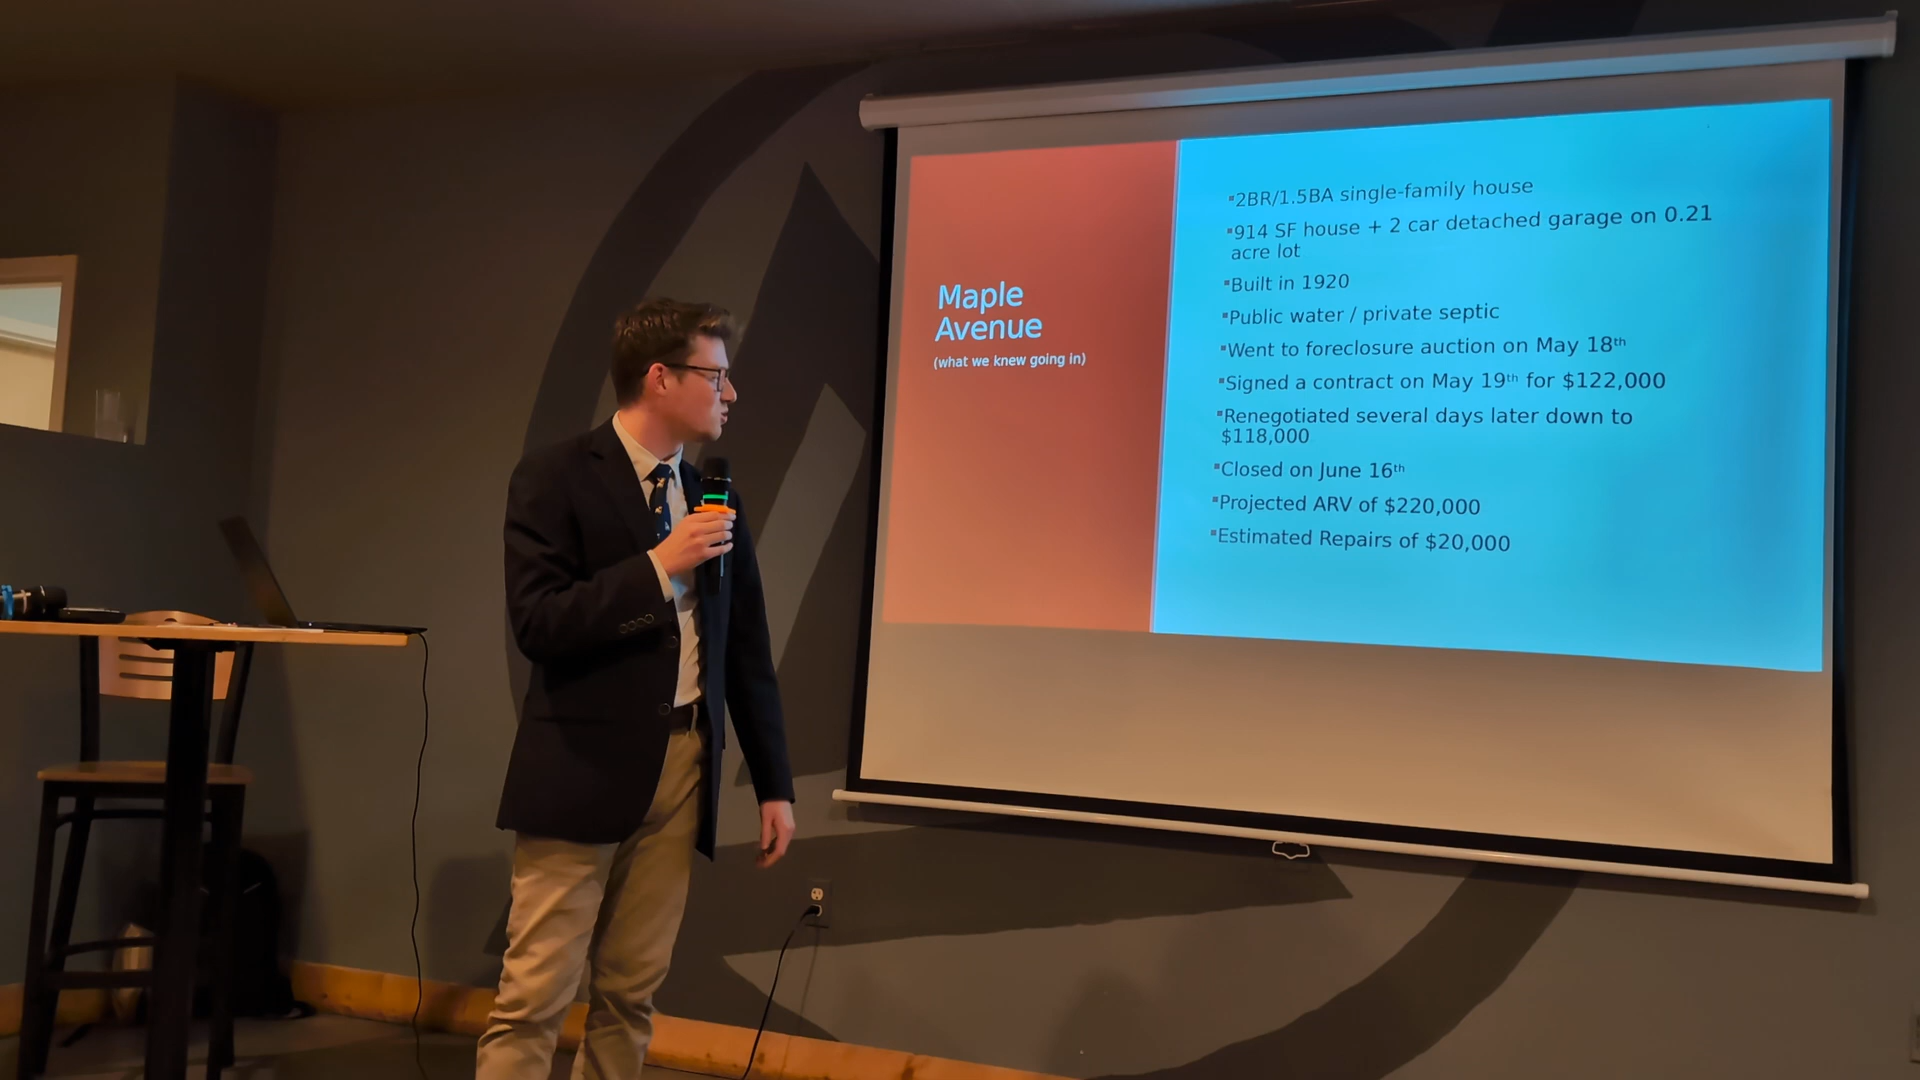 Maple
Avenue
(what we knew going in)
▪2BR/1.5BA single-family house
▪914 SF house + 2 car detached garage on 0.21
acre lot
▪Built in 1920
▪Public water / private septic
▪Went to foreclosure auction on May 18th
▪Signed a contract on May 19th for $122,000
▪Renegotiated several days later down to
$118,000
▪Closed on June 16th
▪Projected ARV of $220,000
▪Estimated Repairs of $20,000